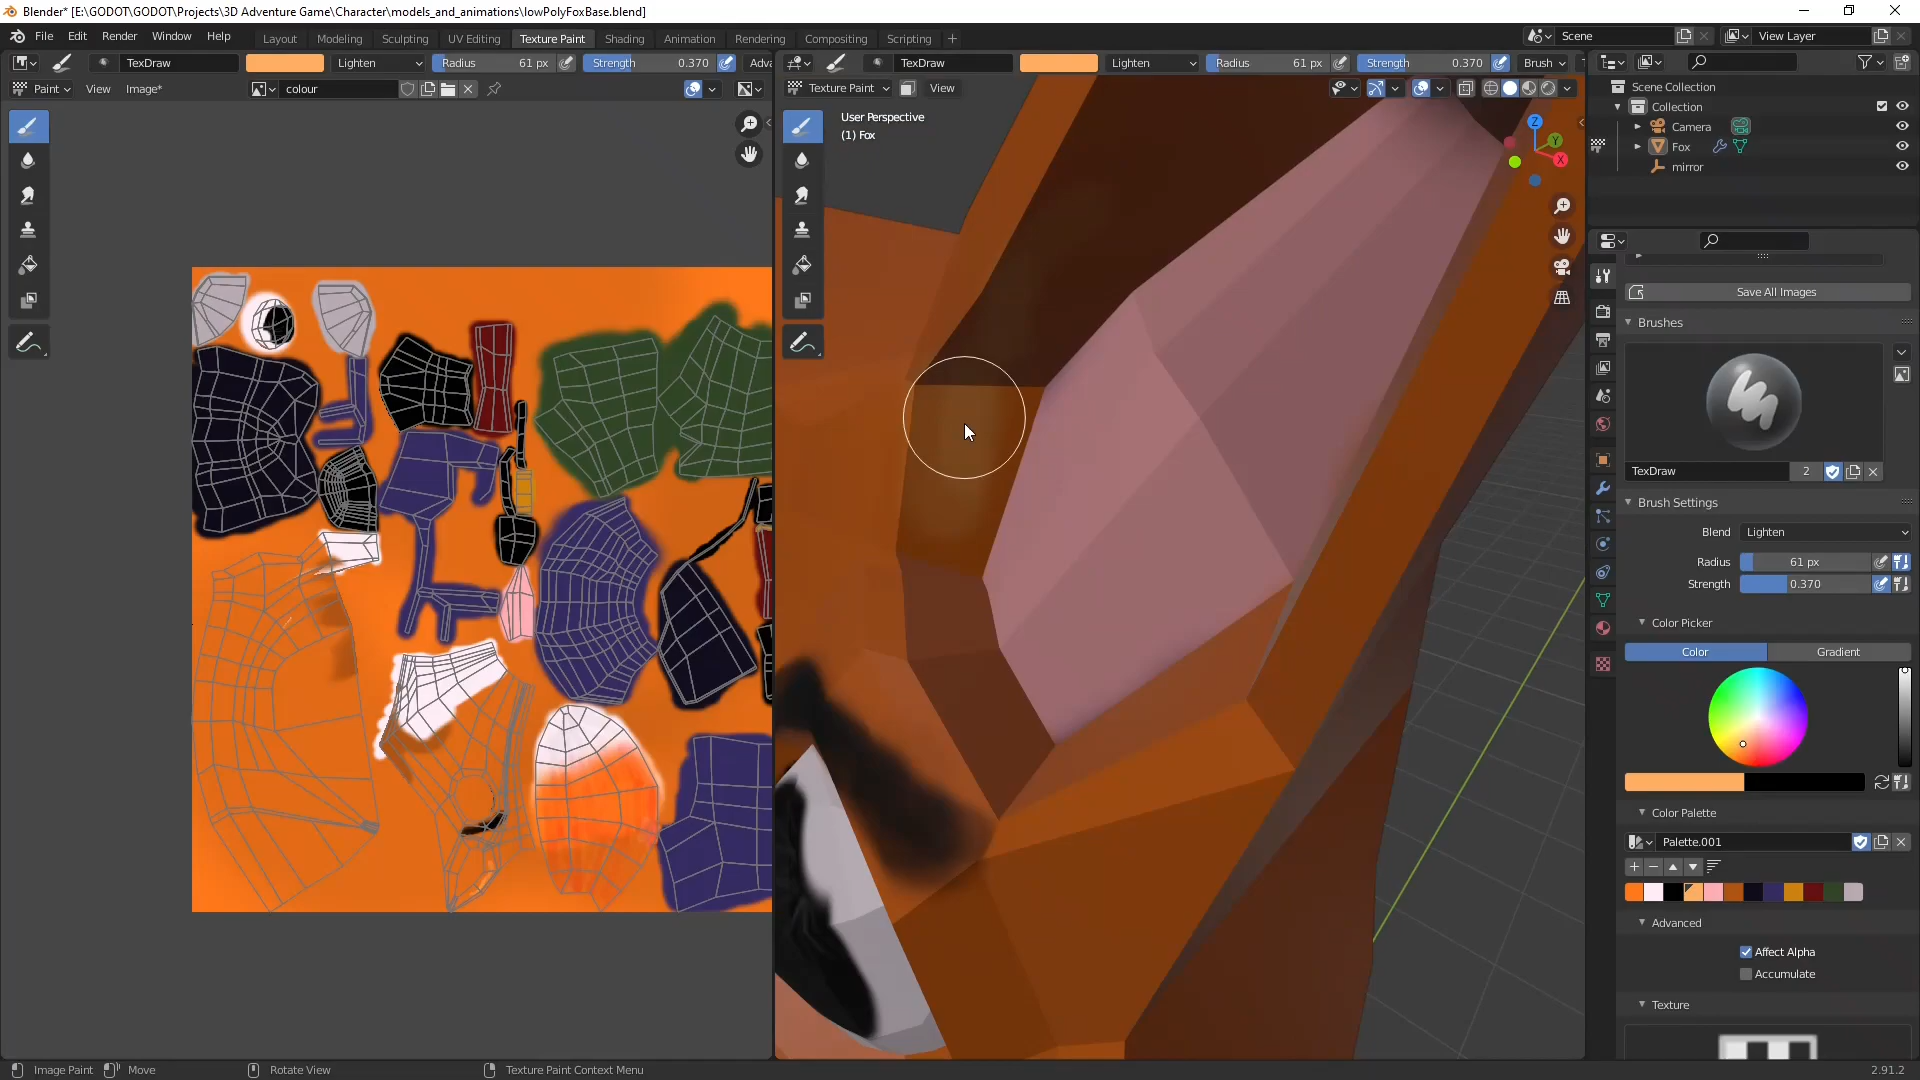 Blender* [E:\GODOT\GODOT\Projects\3D Adventure Game\Character\models_and_animations\lowPolyFoxBase.blend]
File Edit Render Window Help Layout Modeling Sculpting UV Editing Texture Paint Shading Animation Rendering Compositing Scripting + Scene View Layer
TexDraw Lighten Radius 61 px Strength 0.370 Adva TexDraw Lighten Radius 61 px Strength 0.370 Brush
Paint View Image* colour Texture Paint View
User Perspective
(1) Fox
Z
Y
X
Scene Collection
Collection
Camera
Fox
mirror
Save All Images
Brushes
TexDraw 2
Brush Settings
Blend Lighten
Radius 61 px
Strength 0.370
Color Picker
Color Gradient
Color Palette
Palette.001
Advanced
Affect Alpha
Accumulate
Texture
Image Paint Move Rotate View Texture Paint Context Menu 2.91.2